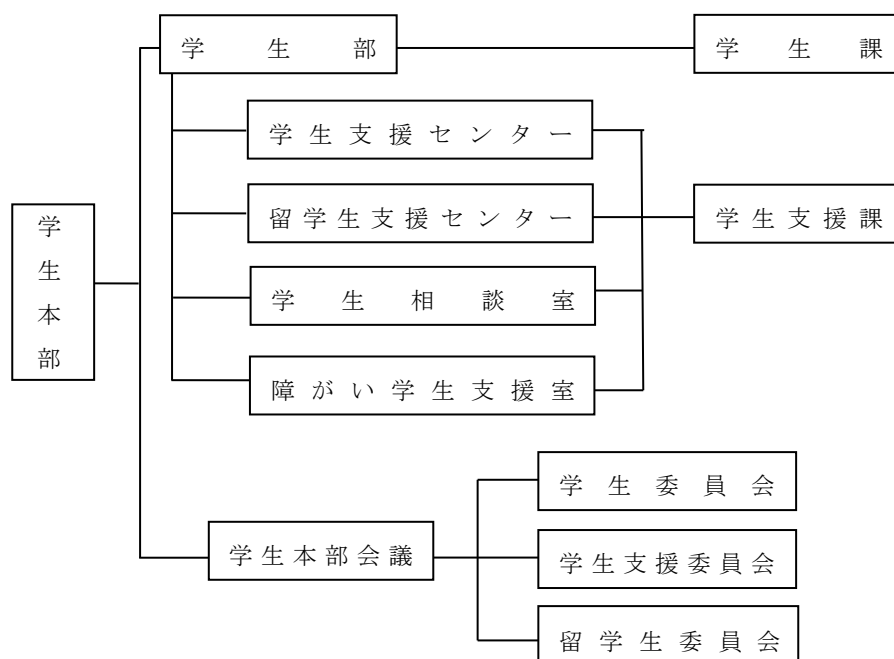 学生部
学生課
学生支援センター
留学生支援センター
学生支援課
学生本部
学生相談室
障がい学生支援室
学生委員会
学生本部会議
学生支援委員会
留学生委員会